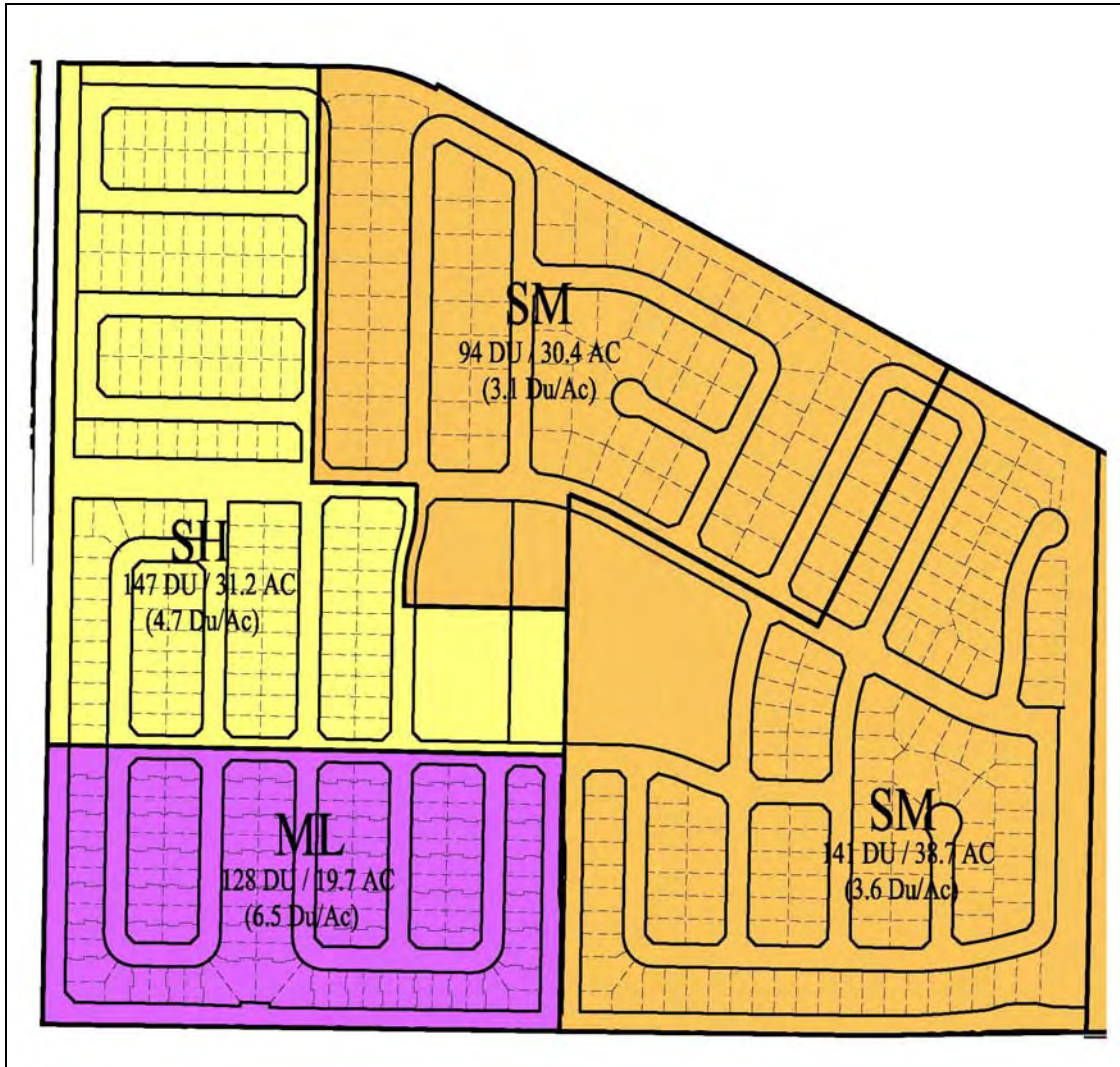 SM
94 DU / 30.4 AC
(3.1 Du/Ac)
SH
147 DU / 31.2 AC
(4.7 Du/Ac)
ML
128 DU / 19.7 AC
(6.5 Du/Ac)
SM
141 DU / 38.7 AC
(3.6 Du/Ac)